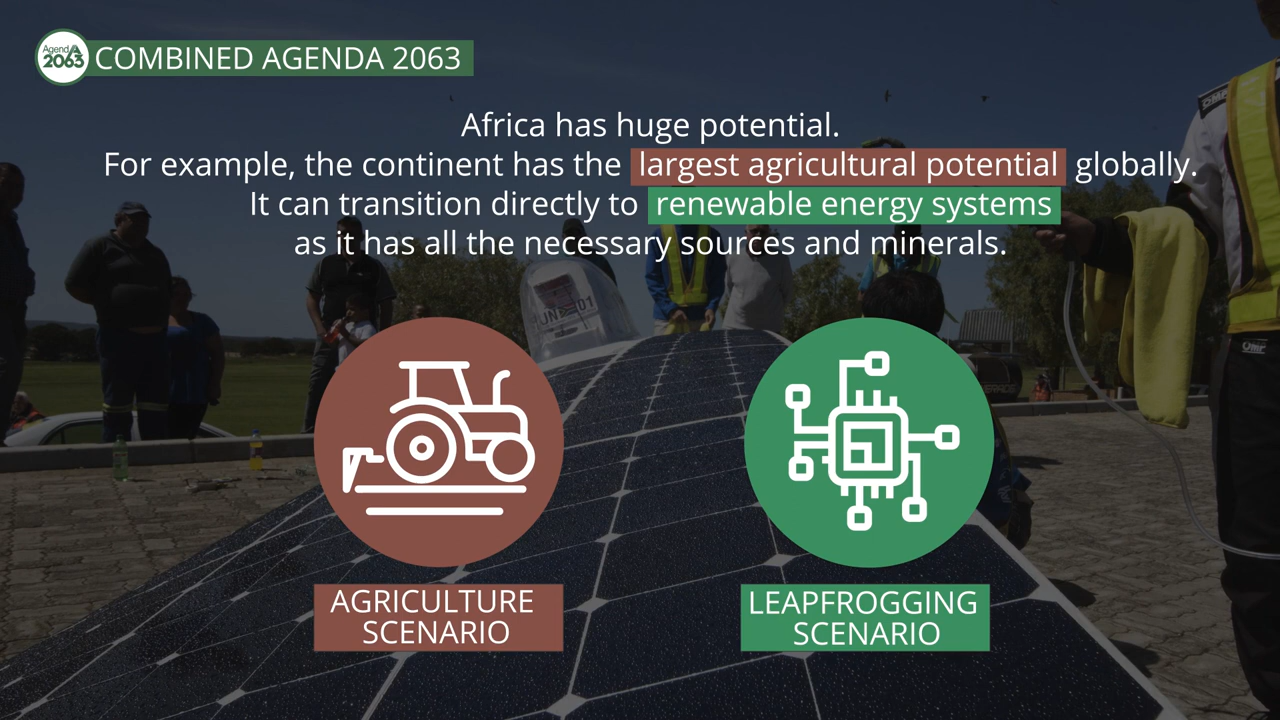 Agenda
2063
COMBINED AGENDA 2063
Africa has huge potential.
For example, the continent has the largest agricultural potential globally.
It can transition directly to renewable energy systems
as it has all the necessary sources and minerals.
01
AGRICULTURE
SCENARIO
LEAPFROGGING
SCENARIO